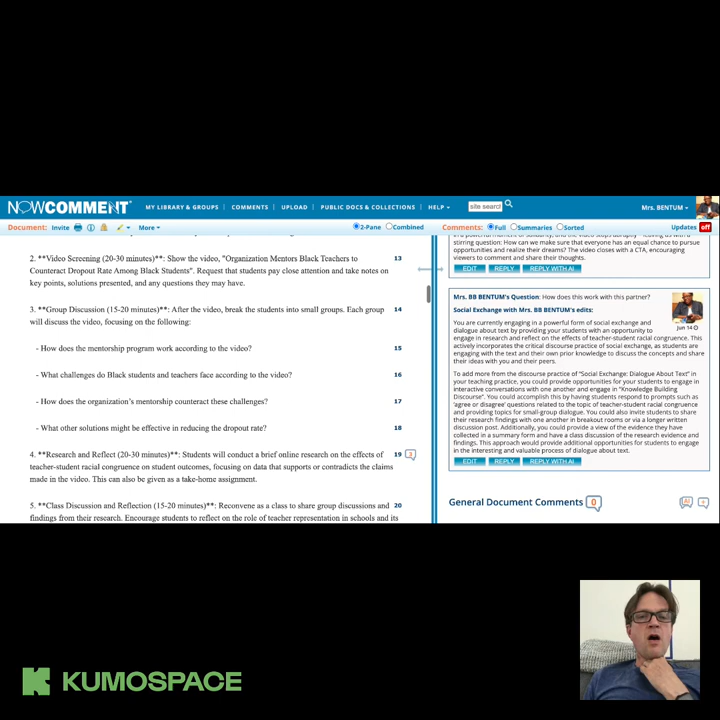 NOWCOMMENT
MY LIBRARY & GROUPS | COMMENTS | UPLOAD | PUBLIC DOCS & COLLECTIONS | HELP
site search
Mrs. BENTUM
Document: Invite
More
2-Pane Combined
Comments: Full Summaries Sorted
Updates off
2. **Video Screening (20-30 minutes)**: Show the video, "Organization Mentors Black Teachers to 13
Counteract Dropout Rate Among Black Students". Request that students pay close attention and take notes on
key points, solutions presented, and any questions they may have.
3. **Group Discussion (15-20 minutes)**: After the video, break the students into small groups. Each group 14
will discuss the video, focusing on the following:
- How does the mentorship program work according to the video? 15
- What challenges do Black students and teachers face according to the video? 16
- How does the organization's mentorship counteract these challenges? 17
- What other solutions might be effective in reducing the dropout rate? 18
4. **Research and Reflect (20-30 minutes)**: Students will conduct a brief online research on the effects of 19
teacher-student racial congruence on student outcomes, focusing on data that supports or contradicts the claims
made in the video. This can also be given as a take-home assignment.
5. **Class Discussion and Reflection (15-20 minutes)**: Reconvene as a class to share group discussions and 20
findings from their research. Encourage students to reflect on the role of teacher representation in schools and its
stirring question: How can we make sure that everyone has an equal chance to pursue
opportunities and realize their dreams? The video closes with a CTA, encouraging
viewers to comment and share their thoughts.
EDIT REPLY REPLY WITH AI
Mrs. BB BENTUM's Question: How does this work with this partner?
Social Exchange with Mrs. BB BENTUM's edits:
Jun 14
You are currently engaging in a powerful form of social exchange and
dialogue about text by providing your students with an opportunity to
engage in research and reflect on the effects of teacher-student racial congruence. This
actively incorporates the critical discourse practice of social exchange, as students are
engaging with the text and their own prior knowledge to discuss the concepts and share
their ideas with you and their peers.
To add more from the discourse practice of "Social Exchange: Dialogue About Text" in
your teaching practice, you could provide opportunities for your students to engage in
interactive conversations with one another and engage in "Knowledge Building
Discourse". You could accomplish this by having students respond to prompts such as
'agree or disagree' questions related to the topic of teacher-student racial congruence
and providing topics for small-group dialogue. You could also invite students to share
their research findings with one another in breakout rooms or via a longer written
discussion post. Additionally, you could provide a view of the evidence they have
collected in a summary form and have a class discussion of the research evidence and
findings. This approach would provide additional opportunities for students to engage
in the interesting and valuable process of dialogue about text.
EDIT REPLY REPLY WITH AI
General Document Comments 0
KUMOSPACE